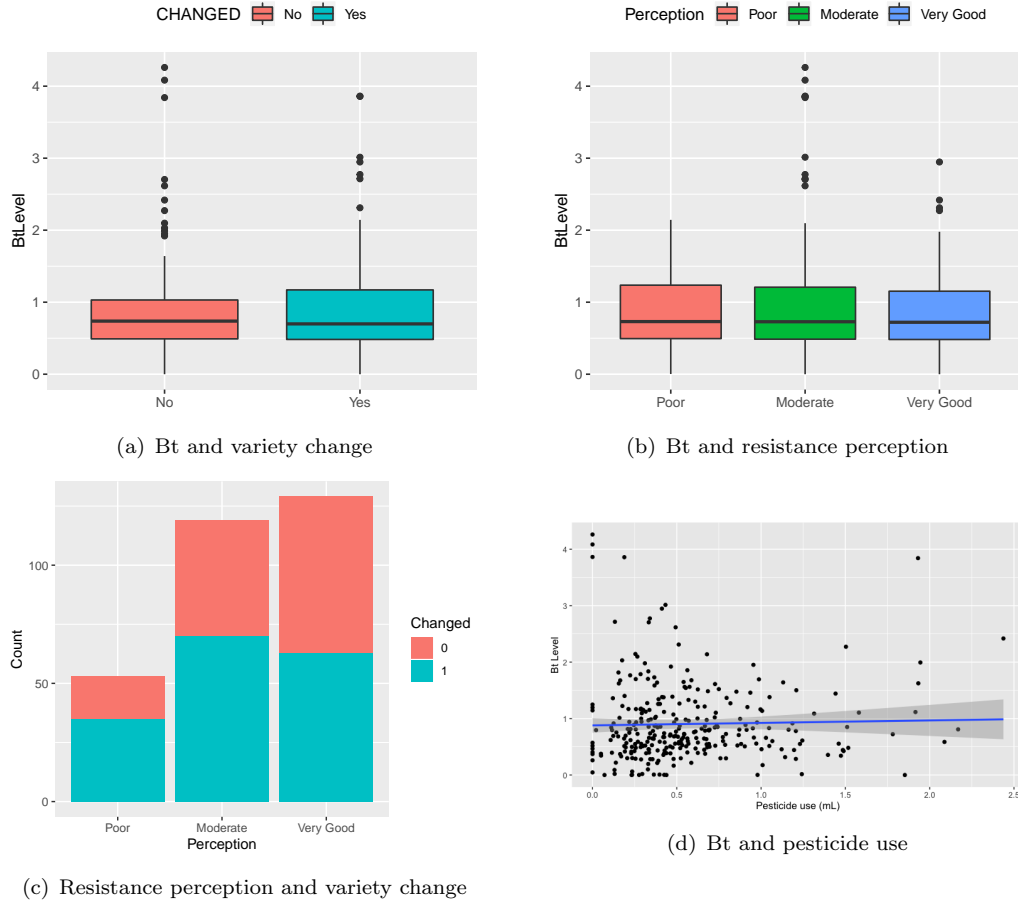 CHANGED No Yes
4
3
2
1
0
BtLevel
No Yes
(a) Bt and variety change
Perception Poor Moderate Very Good
4
3
2
1
0
BtLevel
Poor Moderate Very Good
(b) Bt and resistance perception
100
50
0
Count
Poor Moderate Very Good
Perception
Changed
0
1
(c) Resistance perception and variety change
4
3
2
1
0
Bt Level
0.0 0.5 1.0 1.5 2.0 2.5
Pesticide use (mL)
(d) Bt and pesticide use